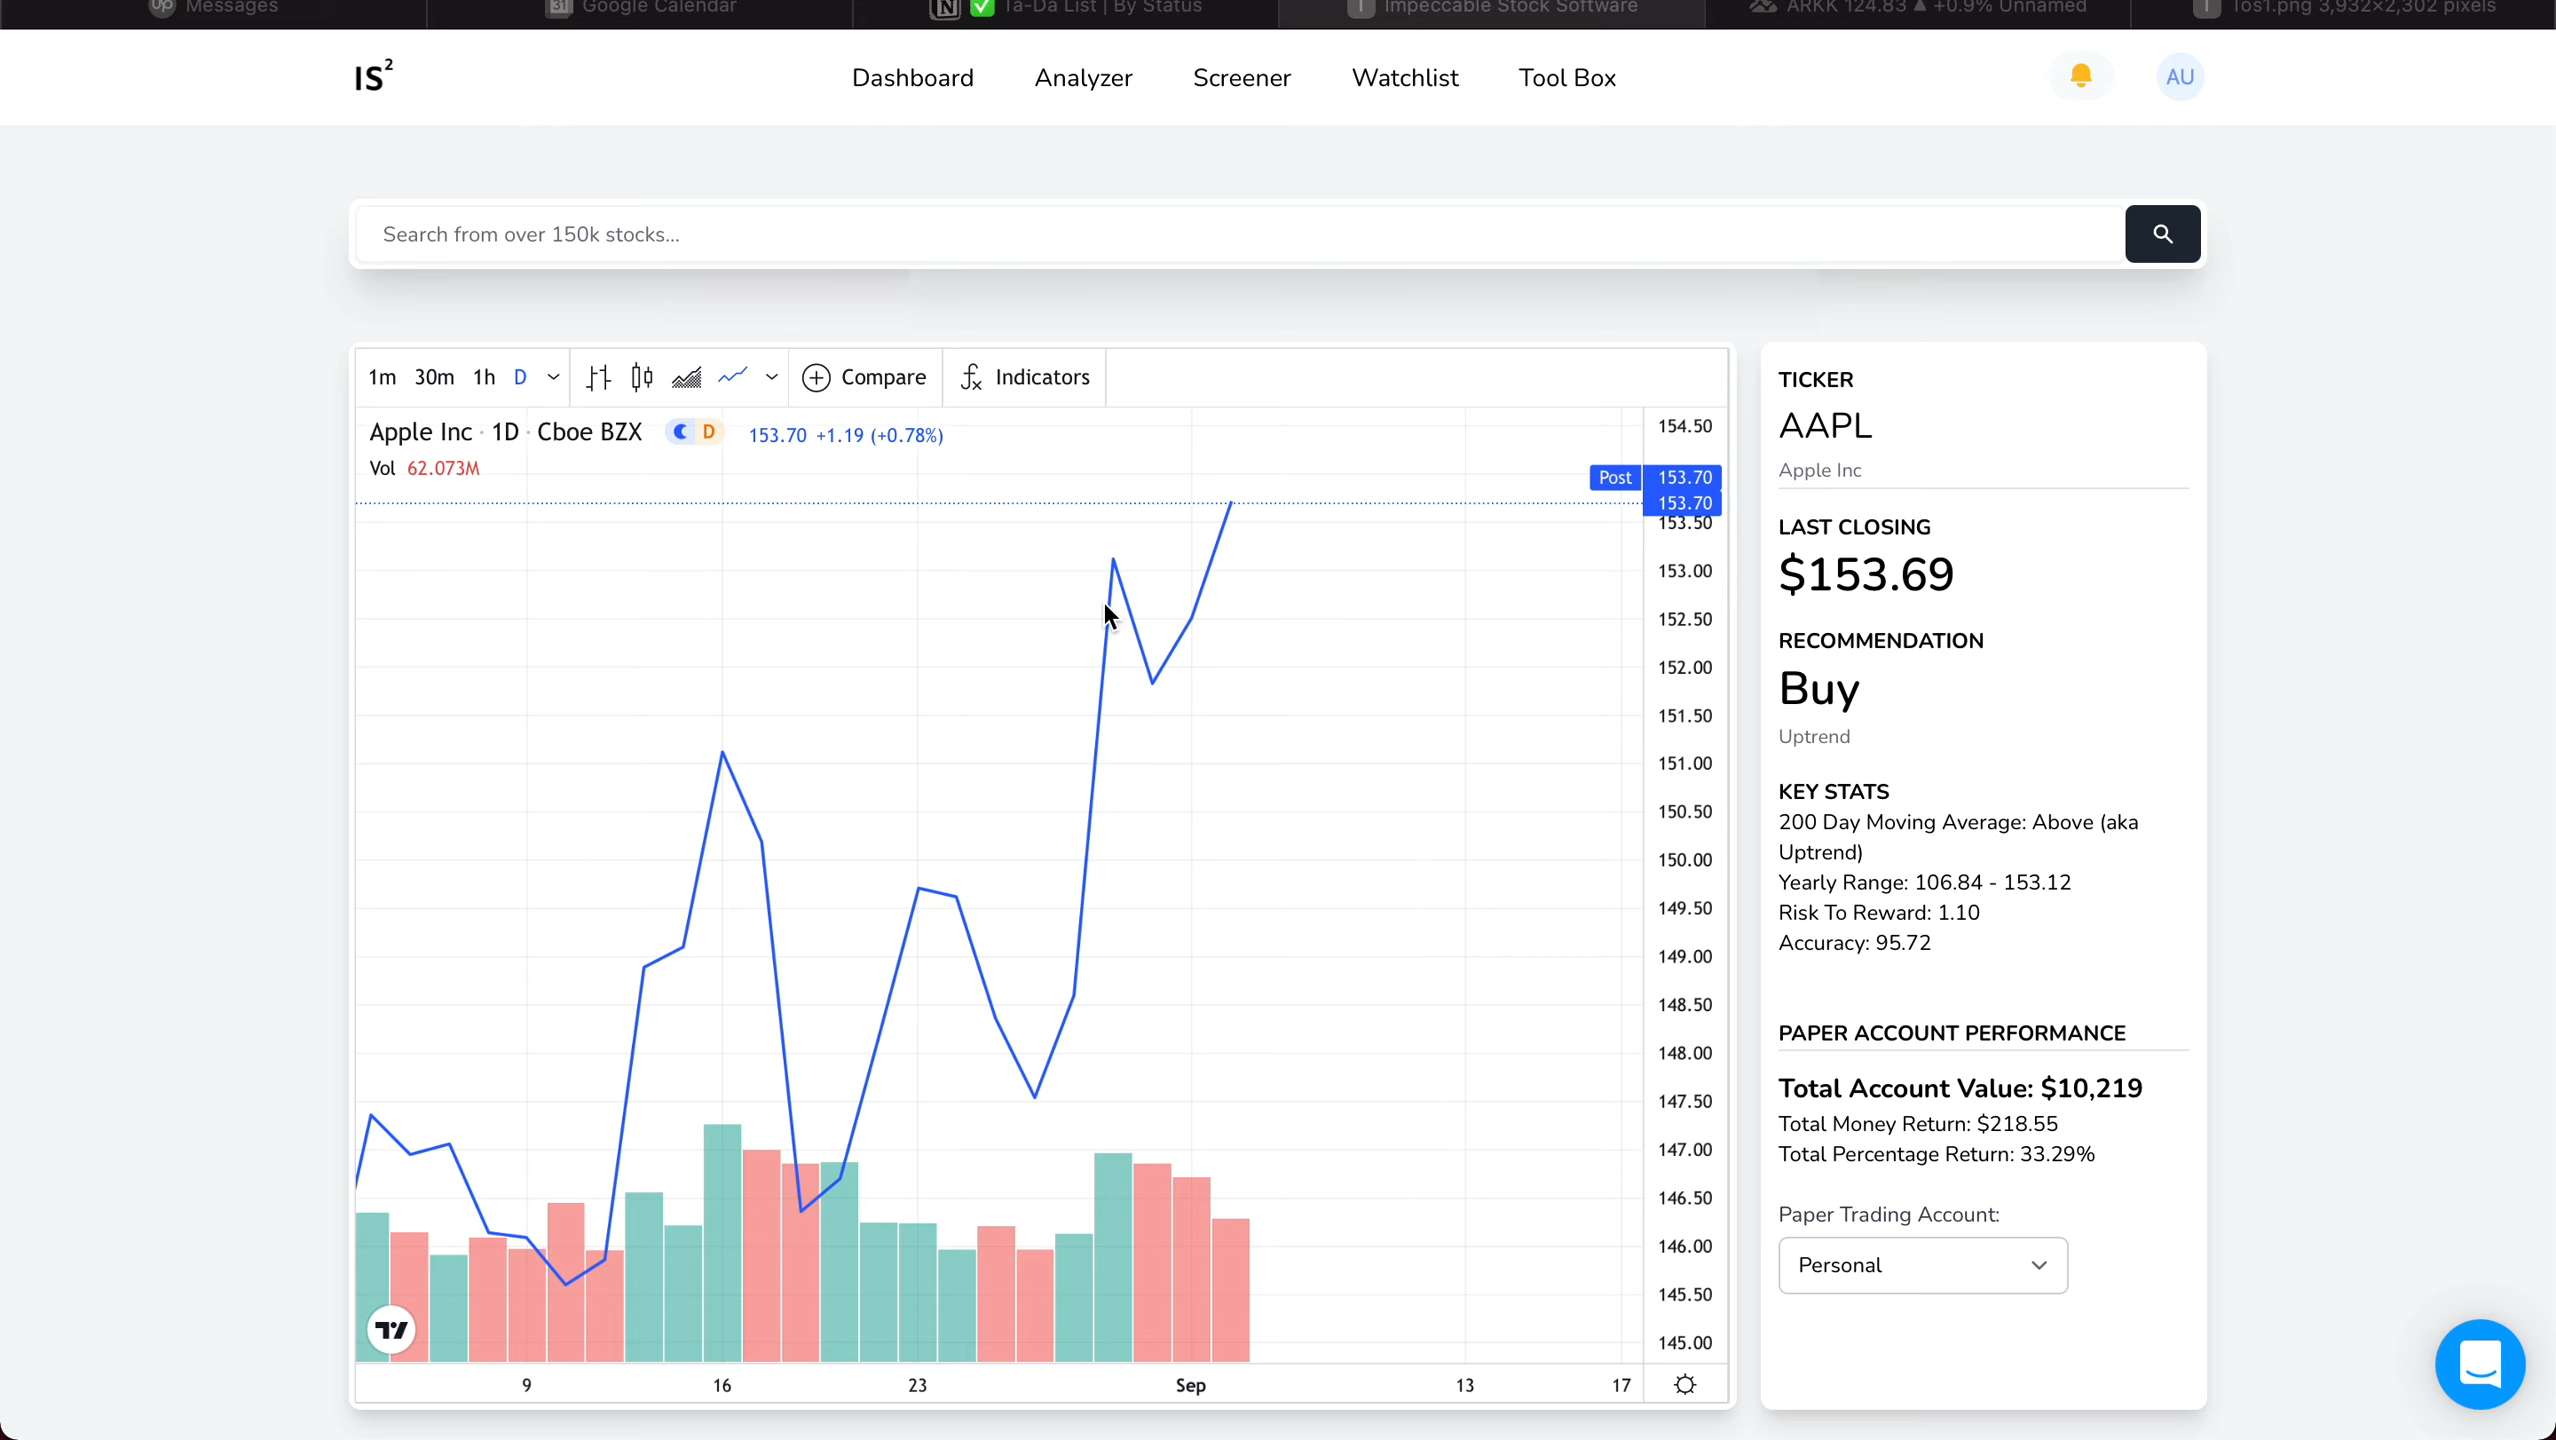 Messages
31 Google Calendar
Ta-Da List | By Status
Impeccable Stock Software
ARKK 124.83 ▲ +0.9% Unnamed
Tos1.png 3,932×2,302 pixels
IS²
Dashboard
Analyzer
Screener
Watchlist
Tool Box
AU
Search from over 150k stocks...
1m 30m 1h D
Compare
Indicators
Apple Inc · 1D · Cboe BZX D 153.70 +1.19 (+0.78%)
Vol 62.073M
154.50
Post 153.70
153.70
153.50
153.00
152.50
152.00
151.50
151.00
150.50
150.00
149.50
149.00
148.50
148.00
147.50
147.00
146.50
146.00
145.50
145.00
9 16 23 Sep 13 17
TICKER
AAPL
Apple Inc
LAST CLOSING
$153.69
RECOMMENDATION
Buy
Uptrend
KEY STATS
200 Day Moving Average: Above (aka
Uptrend)
Yearly Range: 106.84 - 153.12
Risk To Reward: 1.10
Accuracy: 95.72
PAPER ACCOUNT PERFORMANCE
Total Account Value: $10,219
Total Money Return: $218.55
Total Percentage Return: 33.29%
Paper Trading Account:
Personal